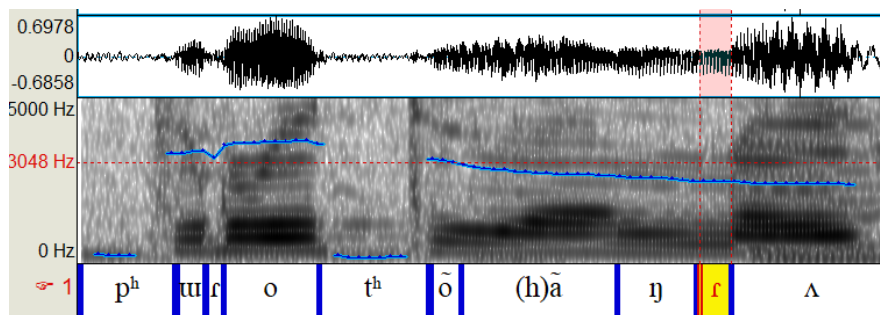 0.6978
0
-0.6858
5000 Hz
3048 Hz
0 Hz
☞ 1 pʰ ɯ ɾ o tʰ õ (h)ã ŋ ɾ ʌ